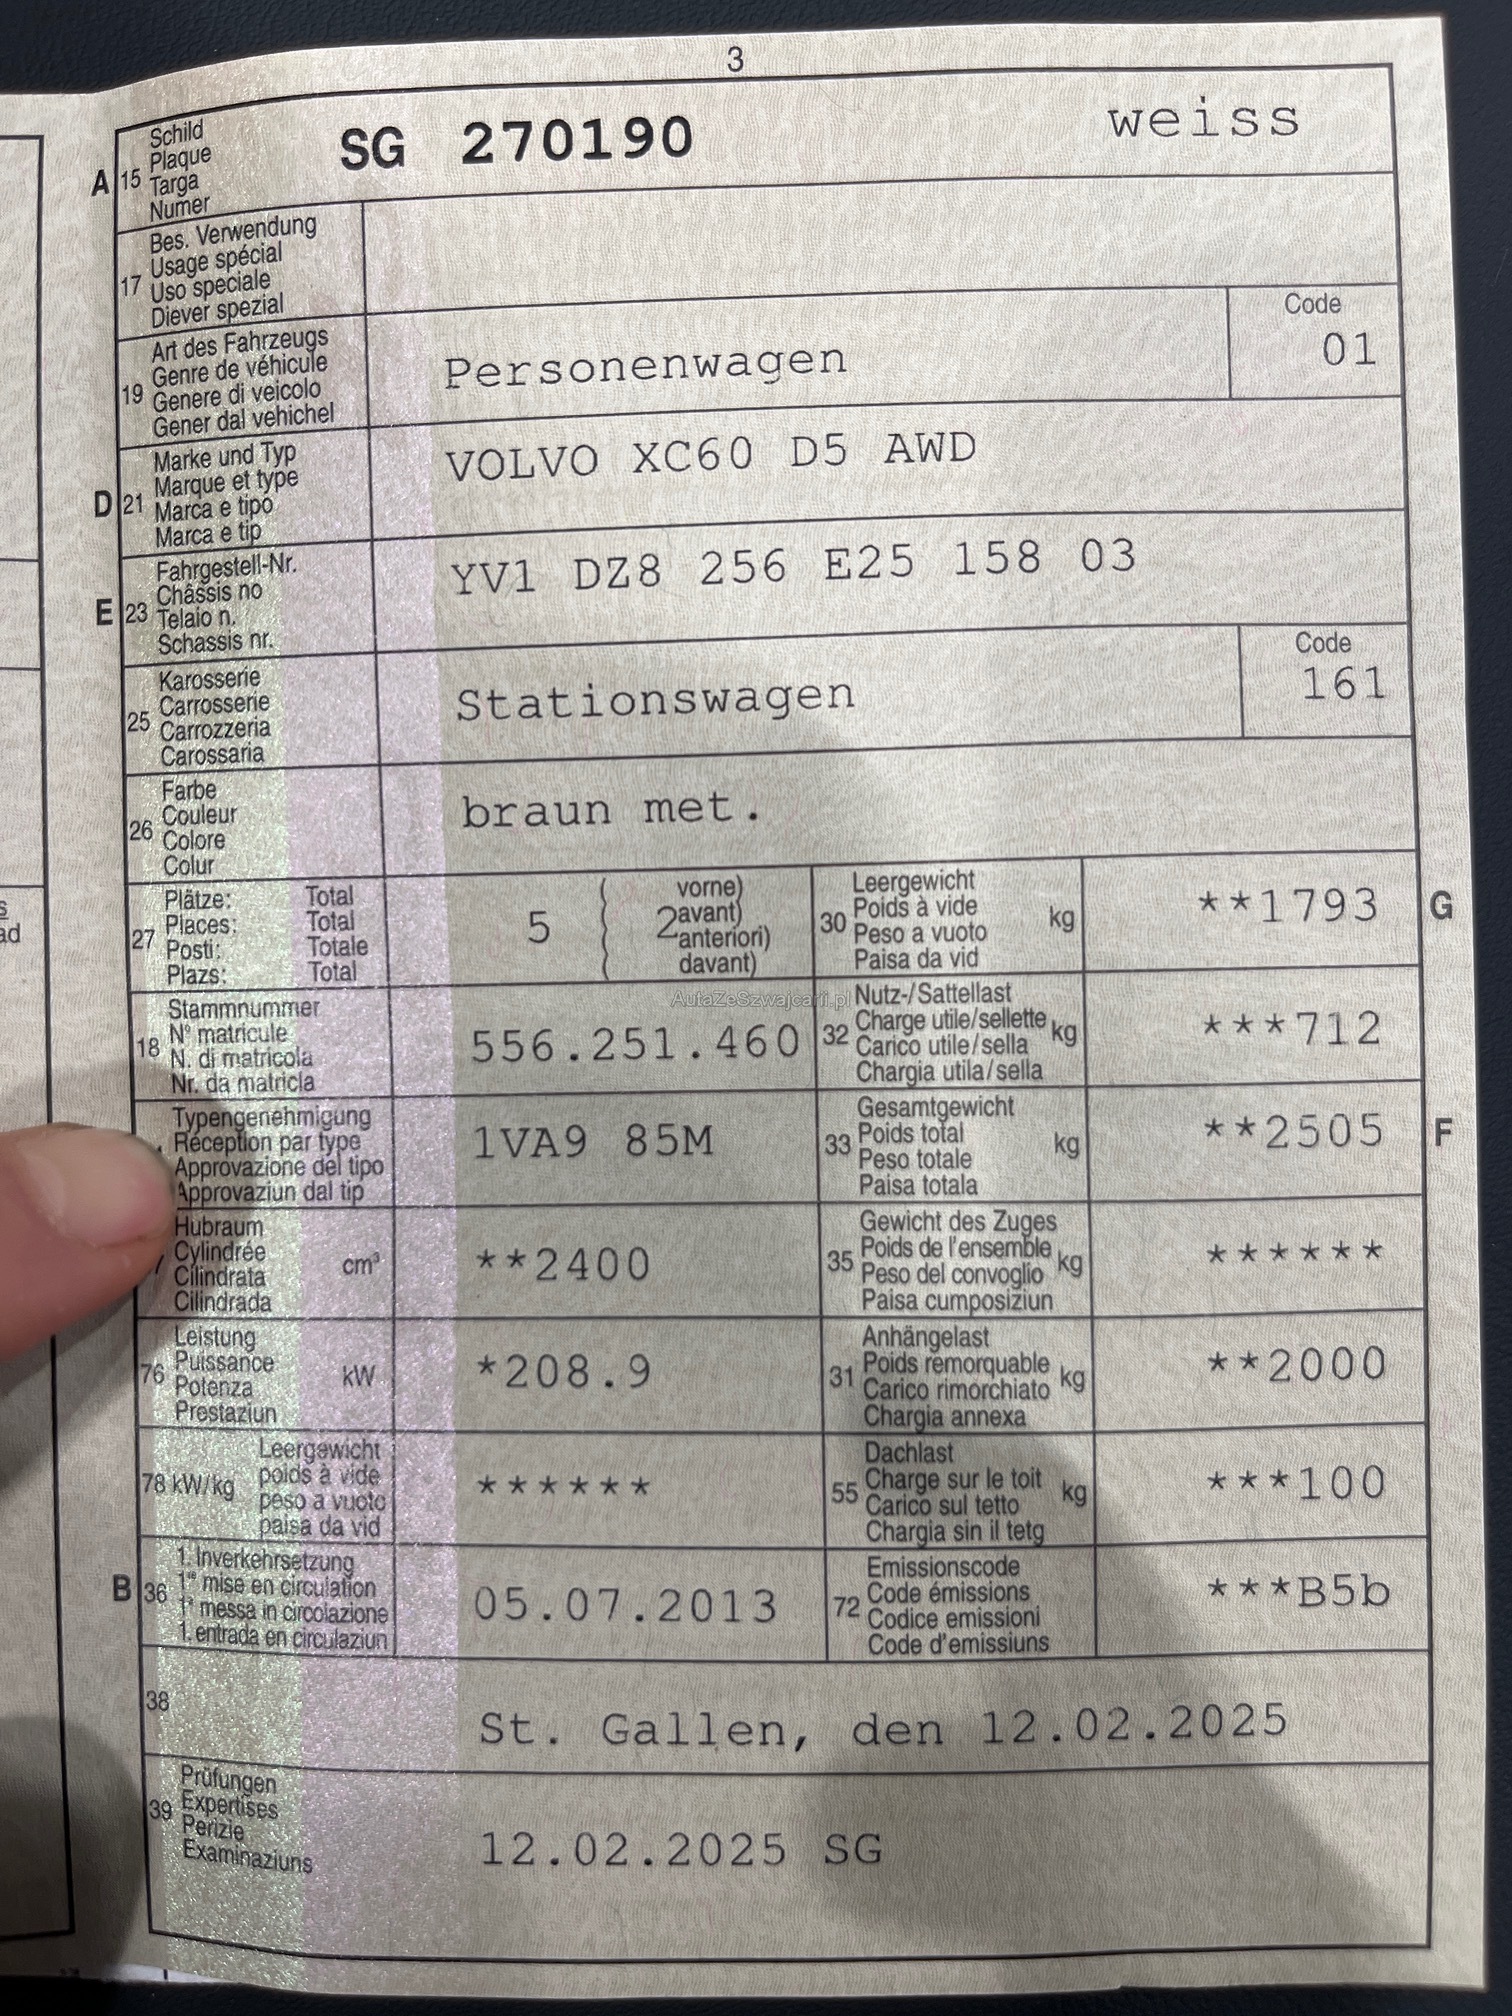 3
A 15 Schild
Plaque
Targa
Numer
SG 270190 weiss
17 Bes. Verwendung
Usage spécial
Uso speciale
Diever spezial
19 Art des Fahrzeugs
Genre de véhicule
Genere di veicolo
Gener dal vehichel
Personenwagen
Code
01
D 21 Marke und Typ
Marque et type
Marca e tipo
Marca e tip
VOLVO XC60 D5 AWD
E 23 Fahrgestell-Nr.
Châssis no
Telaio n.
Schassis nr.
YV1 DZ8 256 E25 158 03
25 Karosserie
Carrosserie
Carrozzeria
Carossaria
Stationswagen
Code
161
26 Farbe
Couleur
Colore
Colur
braun met.
27 Plätze: Total
Places: Total
Posti: Totale
Plazs: Total
5
2
vorne)
avant)
anteriori)
davant)
30 Leergewicht
Poids à vide
Peso a vuoto
Paisa da vid
kg
**1793
G
18 Stammnummer
N° matricule
N. di matricola
Nr. da matricla
556.251.460
AutaZeSzwajcarii.pl
32 Nutz-/Sattellast
Charge utile/sellette
Carico utile/sella
Chargia utila/sella
kg
***712
Typengenehmigung
Réception par type
Approvazione del tipo
Approvaziun dal tip
1VA9 85M
33 Gesamtgewicht
Poids total
Peso totale
Paisa totala
kg
**2505
F
Hubraum
Cylindrée
Cilindrata
Cilindrada
cm³
**2400
35 Gewicht des Zuges
Poids de l'ensemble
Peso del convoglio
Paisa cumposiziun
kg
******
76 Leistung
Puissance
Potenza
Prestaziun
kW
*208.9
31 Anhängelast
Poids remorquable
Carico rimorchiato
Chargia annexa
kg
**2000
78 kW/kg
Leergewicht
poids à vide
peso a vuoto
paisa da vid
******
55 Dachlast
Charge sur le toit
Carico sul tetto
Chargia sin il tetg
kg
***100
B 36 1. Inverkehrsetzung
1re mise en circulation
1a messa in circolazione
1. entrada en circulaziun
05.07.2013
72 Emissionscode
Code émissions
Codice emissioni
Code d'emissiuns
***B5b
38
St. Gallen, den 12.02.2025
39 Prüfungen
Expertises
Perizie
Examinaziuns
12.02.2025 SG